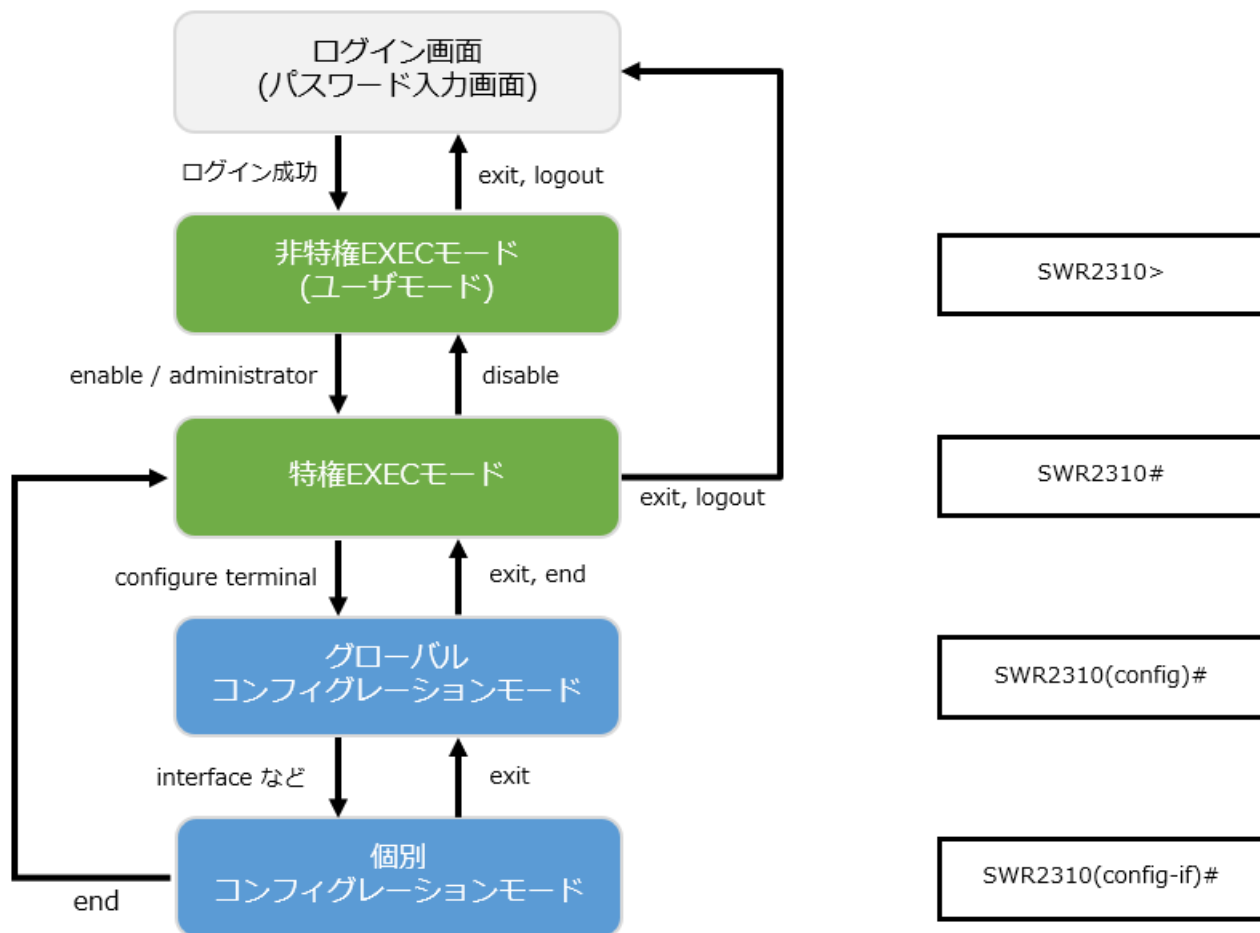 ログイン画面
(パスワード入力画面)
ログイン成功
exit, logout
非特権EXECモード
(ユーザモード)
SWR2310>
enable / administrator
disable
特権EXECモード
SWR2310#
exit, logout
configure terminal
exit, end
グローバル
コンフィグレーションモード
SWR2310(config)#
interface など
exit
個別
コンフィグレーションモード
SWR2310(config-if)#
end